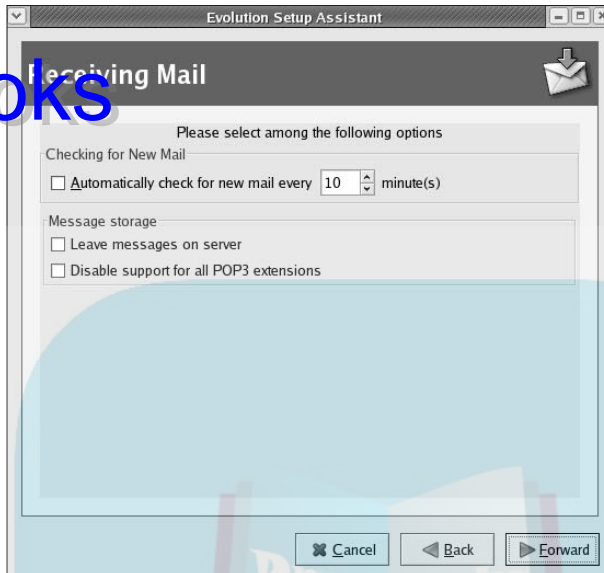 Evolution Setup Assistant
Receiving Mail
oks
Please select among the following options
Checking for New Mail
Automatically check for new mail every 10 minute(s)
Message storage
Leave messages on server
Disable support for all POP3 extensions
Cancel
Back
Forward